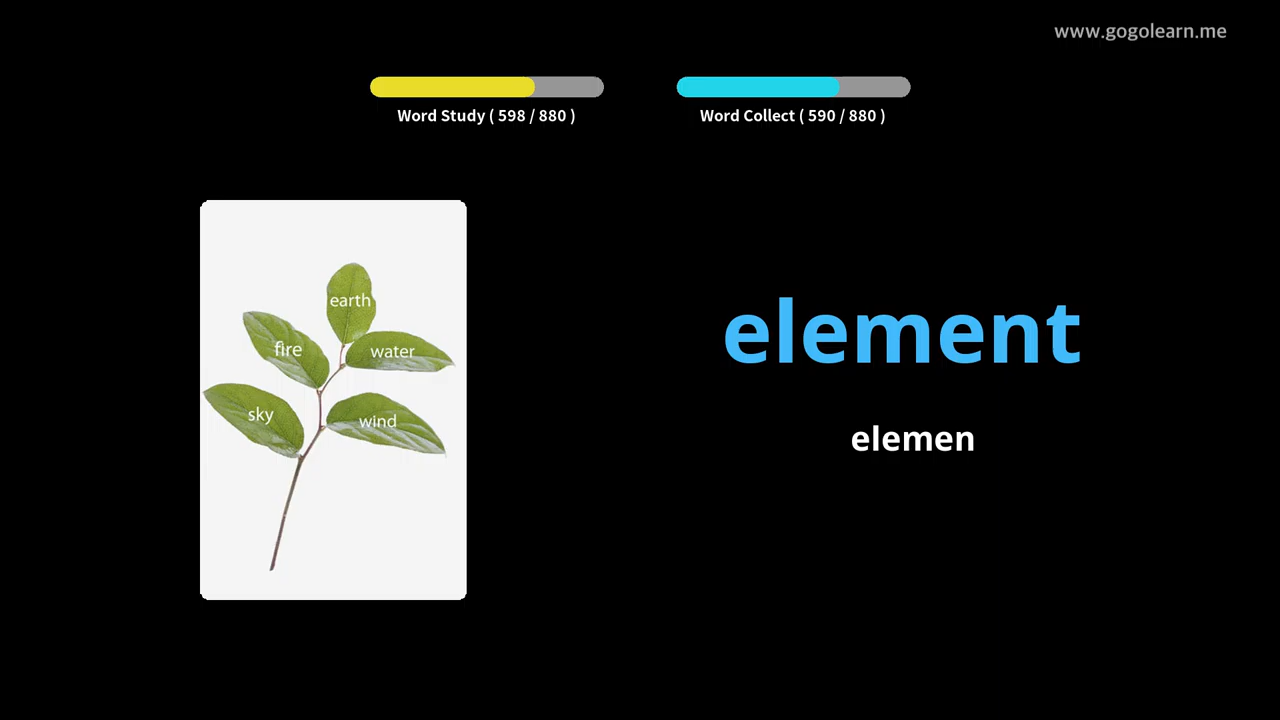 www.gogolearn.me
Word Study ( 598 / 880 )
Word Collect ( 590 / 880 )
earth
fire
water
sky
wind
element
elemen